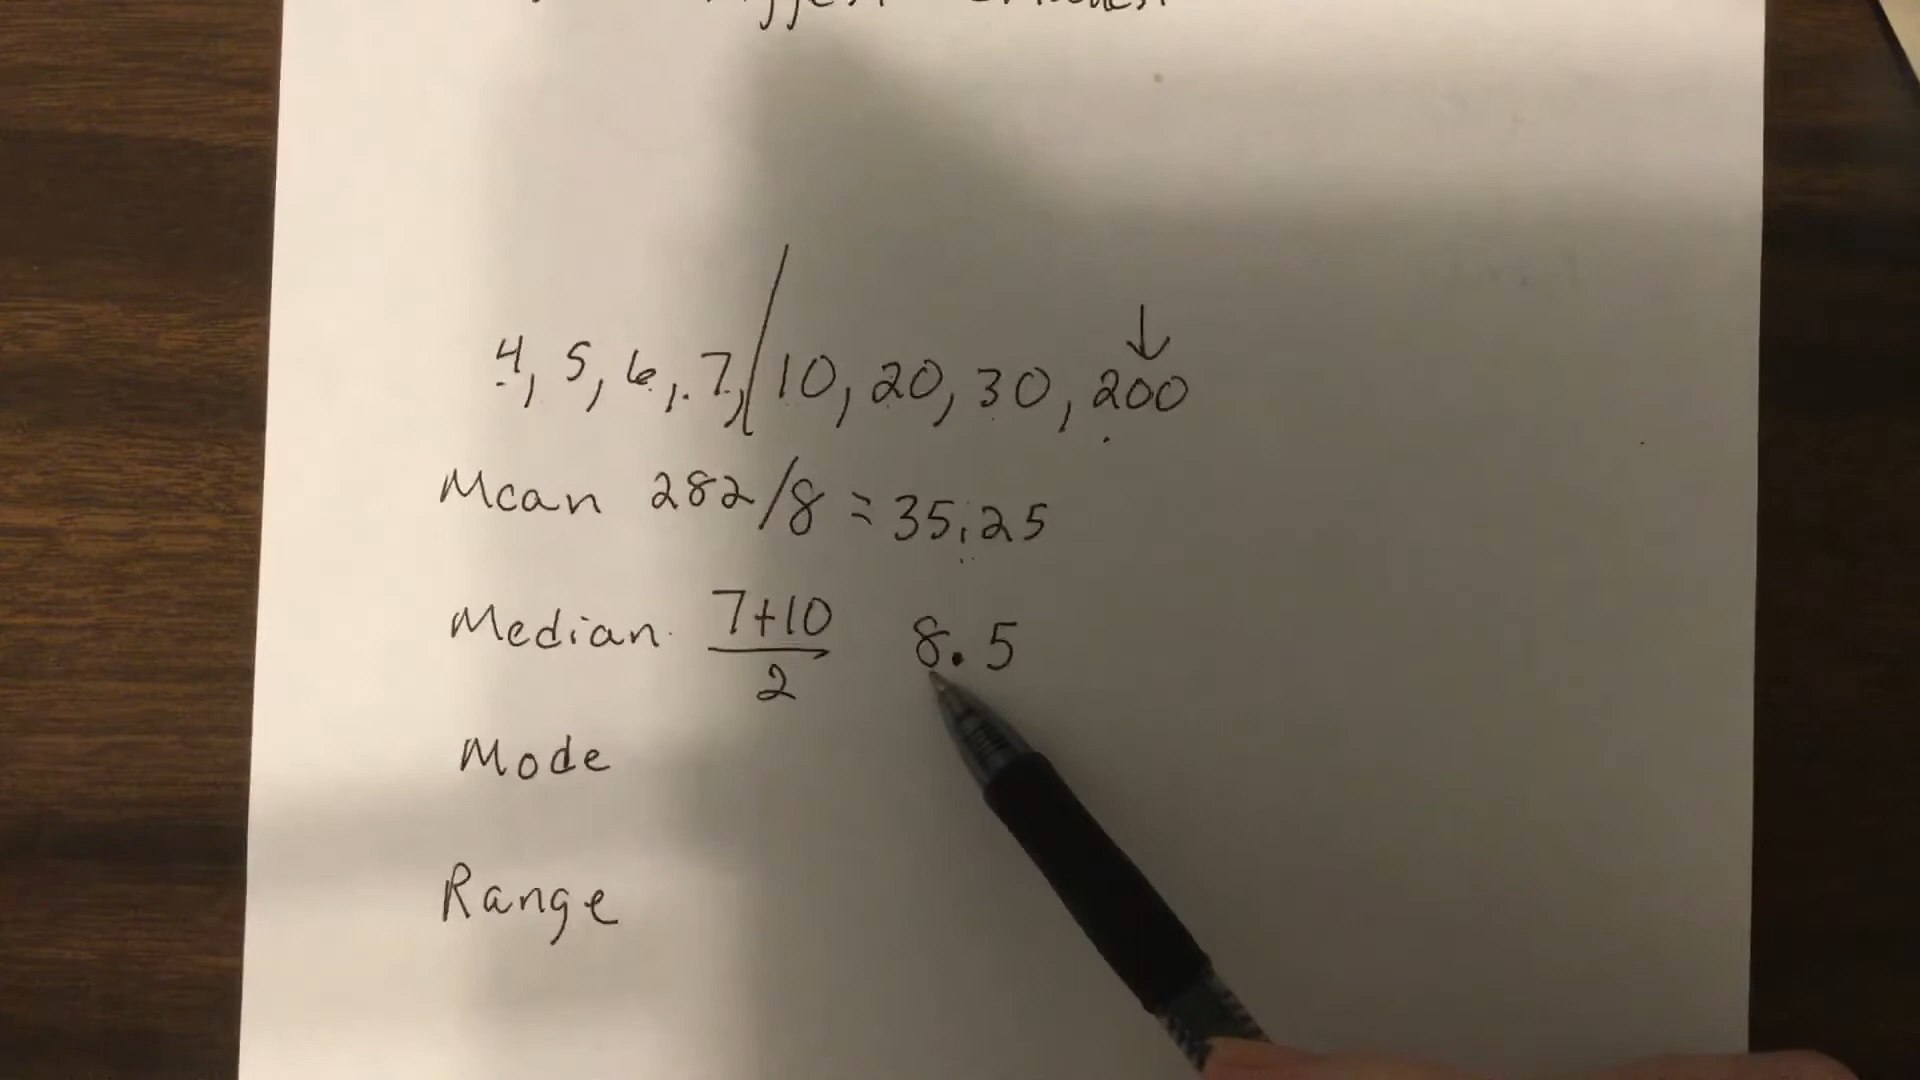 4, 5, 6, 7, / 10, 20, 30, 200
Mean 282/8 = 35.25
Median 7+10/2 8.5
Mode
Range